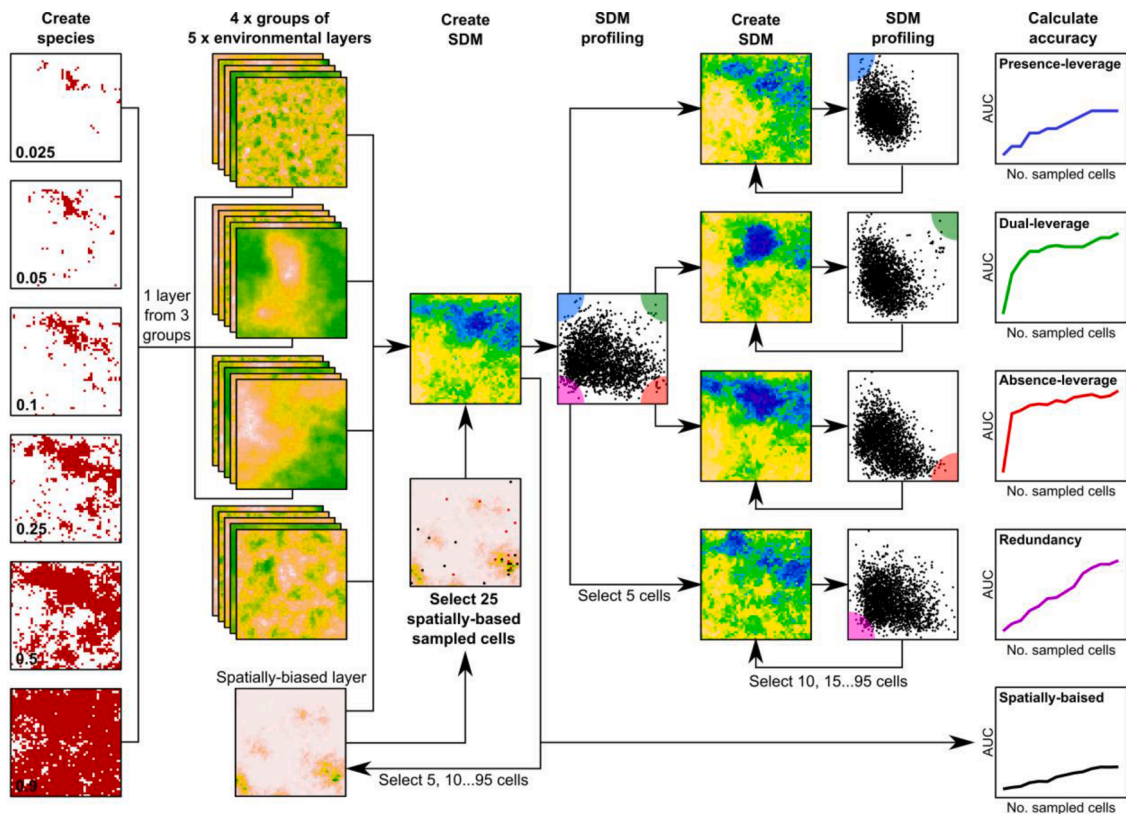 Create
species
4 x groups of
5 x environmental layers
Create
SDM
SDM
profiling
Create
SDM
SDM
profiling
Calculate
accuracy
0.025
0.05
0.1
0.25
0.5
0.9
1 layer
from 3
groups
Spatially-biased layer
Select 25
spatially-based
sampled cells
Select 5, 10...95 cells
Select 5 cells
Select 10, 15...95 cells
Presence-leverage
AUC
No. sampled cells
Dual-leverage
AUC
No. sampled cells
Absence-leverage
AUC
No. sampled cells
Redundancy
AUC
No. sampled cells
Spatially-baised
AUC
No. sampled cells